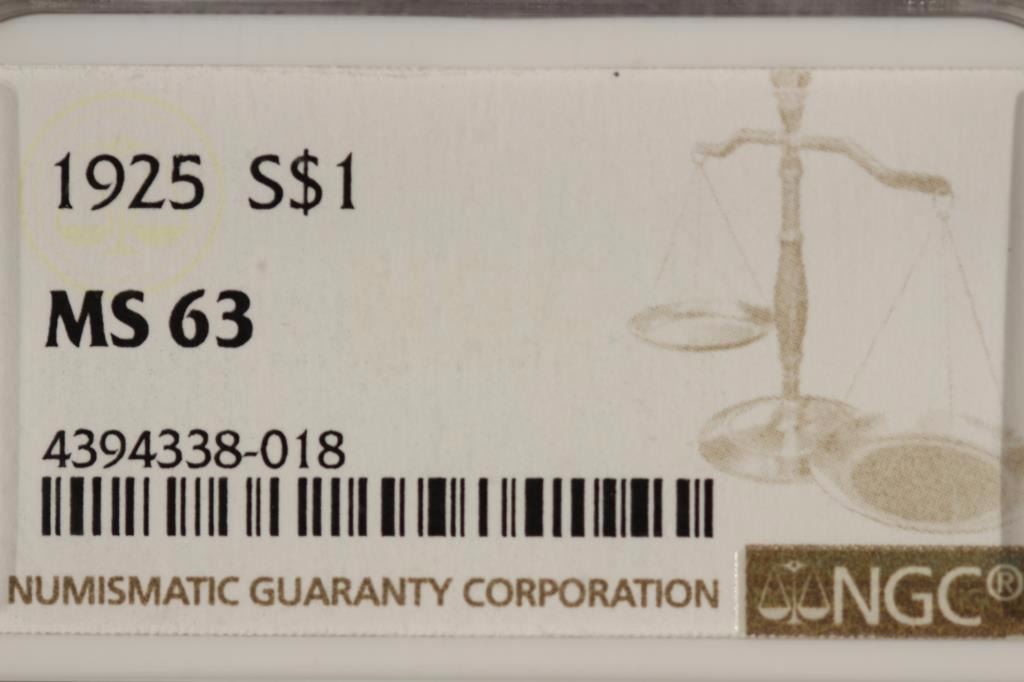 1925 S$1
MS 63
4394338-018
NUMISMATIC GUARANTY CORPORATION
NGC®